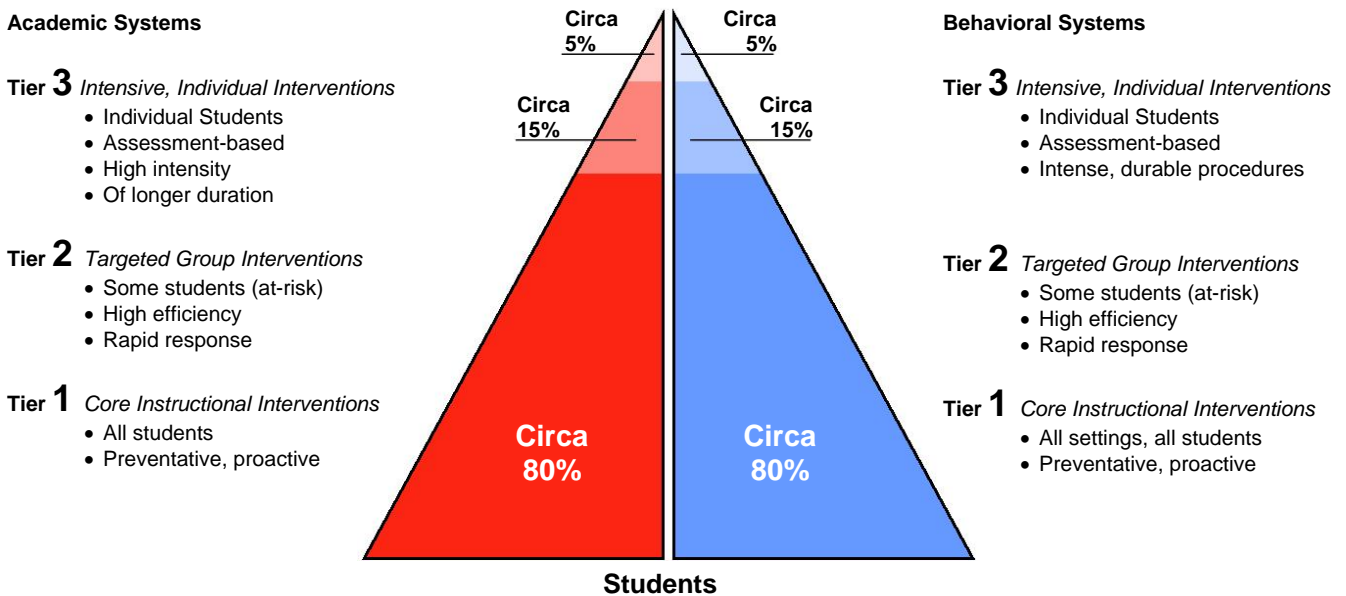 Academic Systems
Tier 3 Intensive, Individual Interventions
• Individual Students
• Assessment-based
• High intensity
• Of longer duration
Tier 2 Targeted Group Interventions
• Some students (at-risk)
• High efficiency
• Rapid response
Tier 1 Core Instructional Interventions
• All students
• Preventative, proactive
Circa
5%
Circa
15%
Circa
80%
Circa
5%
Circa
15%
Circa
80%
Students
Behavioral Systems
Tier 3 Intensive, Individual Interventions
• Individual Students
• Assessment-based
• Intense, durable procedures
Tier 2 Targeted Group Interventions
• Some students (at-risk)
• High efficiency
• Rapid response
Tier 1 Core Instructional Interventions
• All settings, all students
• Preventative, proactive